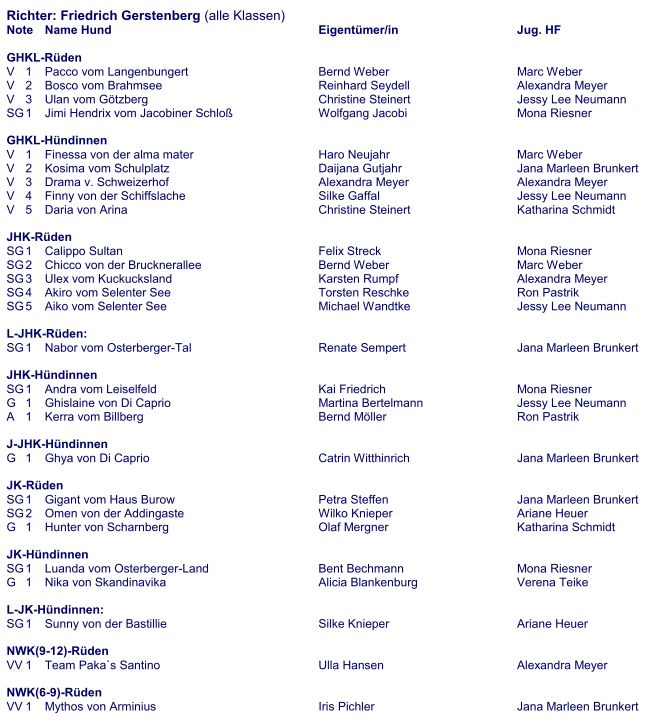 Richter: Friedrich Gerstenberg (alle Klassen)
Note Name Hund Eigentümer/in Jug. HF
GHKL-Rüden
V 1 Pacco vom Langenbungert Bernd Weber Marc Weber
V 2 Bosco vom Brahmsee Reinhard Seydell Alexandra Meyer
V 3 Ulan vom Götzberg Christine Steinert Jessy Lee Neumann
SG 1 Jimi Hendrix vom Jacobiner Schloß Wolfgang Jacobi Mona Riesner
GHKL-Hündinnen
V 1 Finessa von der alma mater Haro Neujahr Marc Weber
V 2 Kosima vom Schulplatz Daijana Gutjahr Jana Marleen Brunkert
V 3 Drama v. Schweizerhof Alexandra Meyer Alexandra Meyer
V 4 Finny von der Schiffslache Silke Gaffal Jessy Lee Neumann
V 5 Daria von Arina Christine Steinert Katharina Schmidt
JHK-Rüden
SG 1 Calippo Sultan Felix Streck Mona Riesner
SG 2 Chicco von der Brucknerallee Bernd Weber Marc Weber
SG 3 Ulex vom Kuckucksland Karsten Rumpf Alexandra Meyer
SG 4 Akiro vom Selenter See Torsten Reschke Ron Pastrik
SG 5 Aiko vom Selenter See Michael Wandtke Jessy Lee Neumann
L-JHK-Rüden:
SG 1 Nabor vom Osterberger-Tal Renate Sempert Jana Marleen Brunkert
JHK-Hündinnen
SG 1 Andra vom Leiselfeld Kai Friedrich Mona Riesner
G 1 Ghislaine von Di Caprio Martina Bertelmann Jessy Lee Neumann
A 1 Kerra vom Billberg Bernd Möller Ron Pastrik
J-JHK-Hündinnen
G 1 Ghya von Di Caprio Catrin Witthinrich Jana Marleen Brunkert
JK-Rüden
SG 1 Gigant vom Haus Burow Petra Steffen Jana Marleen Brunkert
SG 2 Omen von der Addingaste Wilko Knieper Ariane Heuer
G 1 Hunter von Scharnberg Olaf Mergner Katharina Schmidt
JK-Hündinnen
SG 1 Luanda vom Osterberger-Land Bent Bechmann Mona Riesner
G 1 Nika von Skandinavika Alicia Blankenburg Verena Teike
L-JK-Hündinnen:
SG 1 Sunny von der Bastillie Silke Knieper Ariane Heuer
NWK(9-12)-Rüden
VV 1 Team Paka`s Santino Ulla Hansen Alexandra Meyer
NWK(6-9)-Rüden
VV 1 Mythos von Arminius Iris Pichler Jana Marleen Brunkert